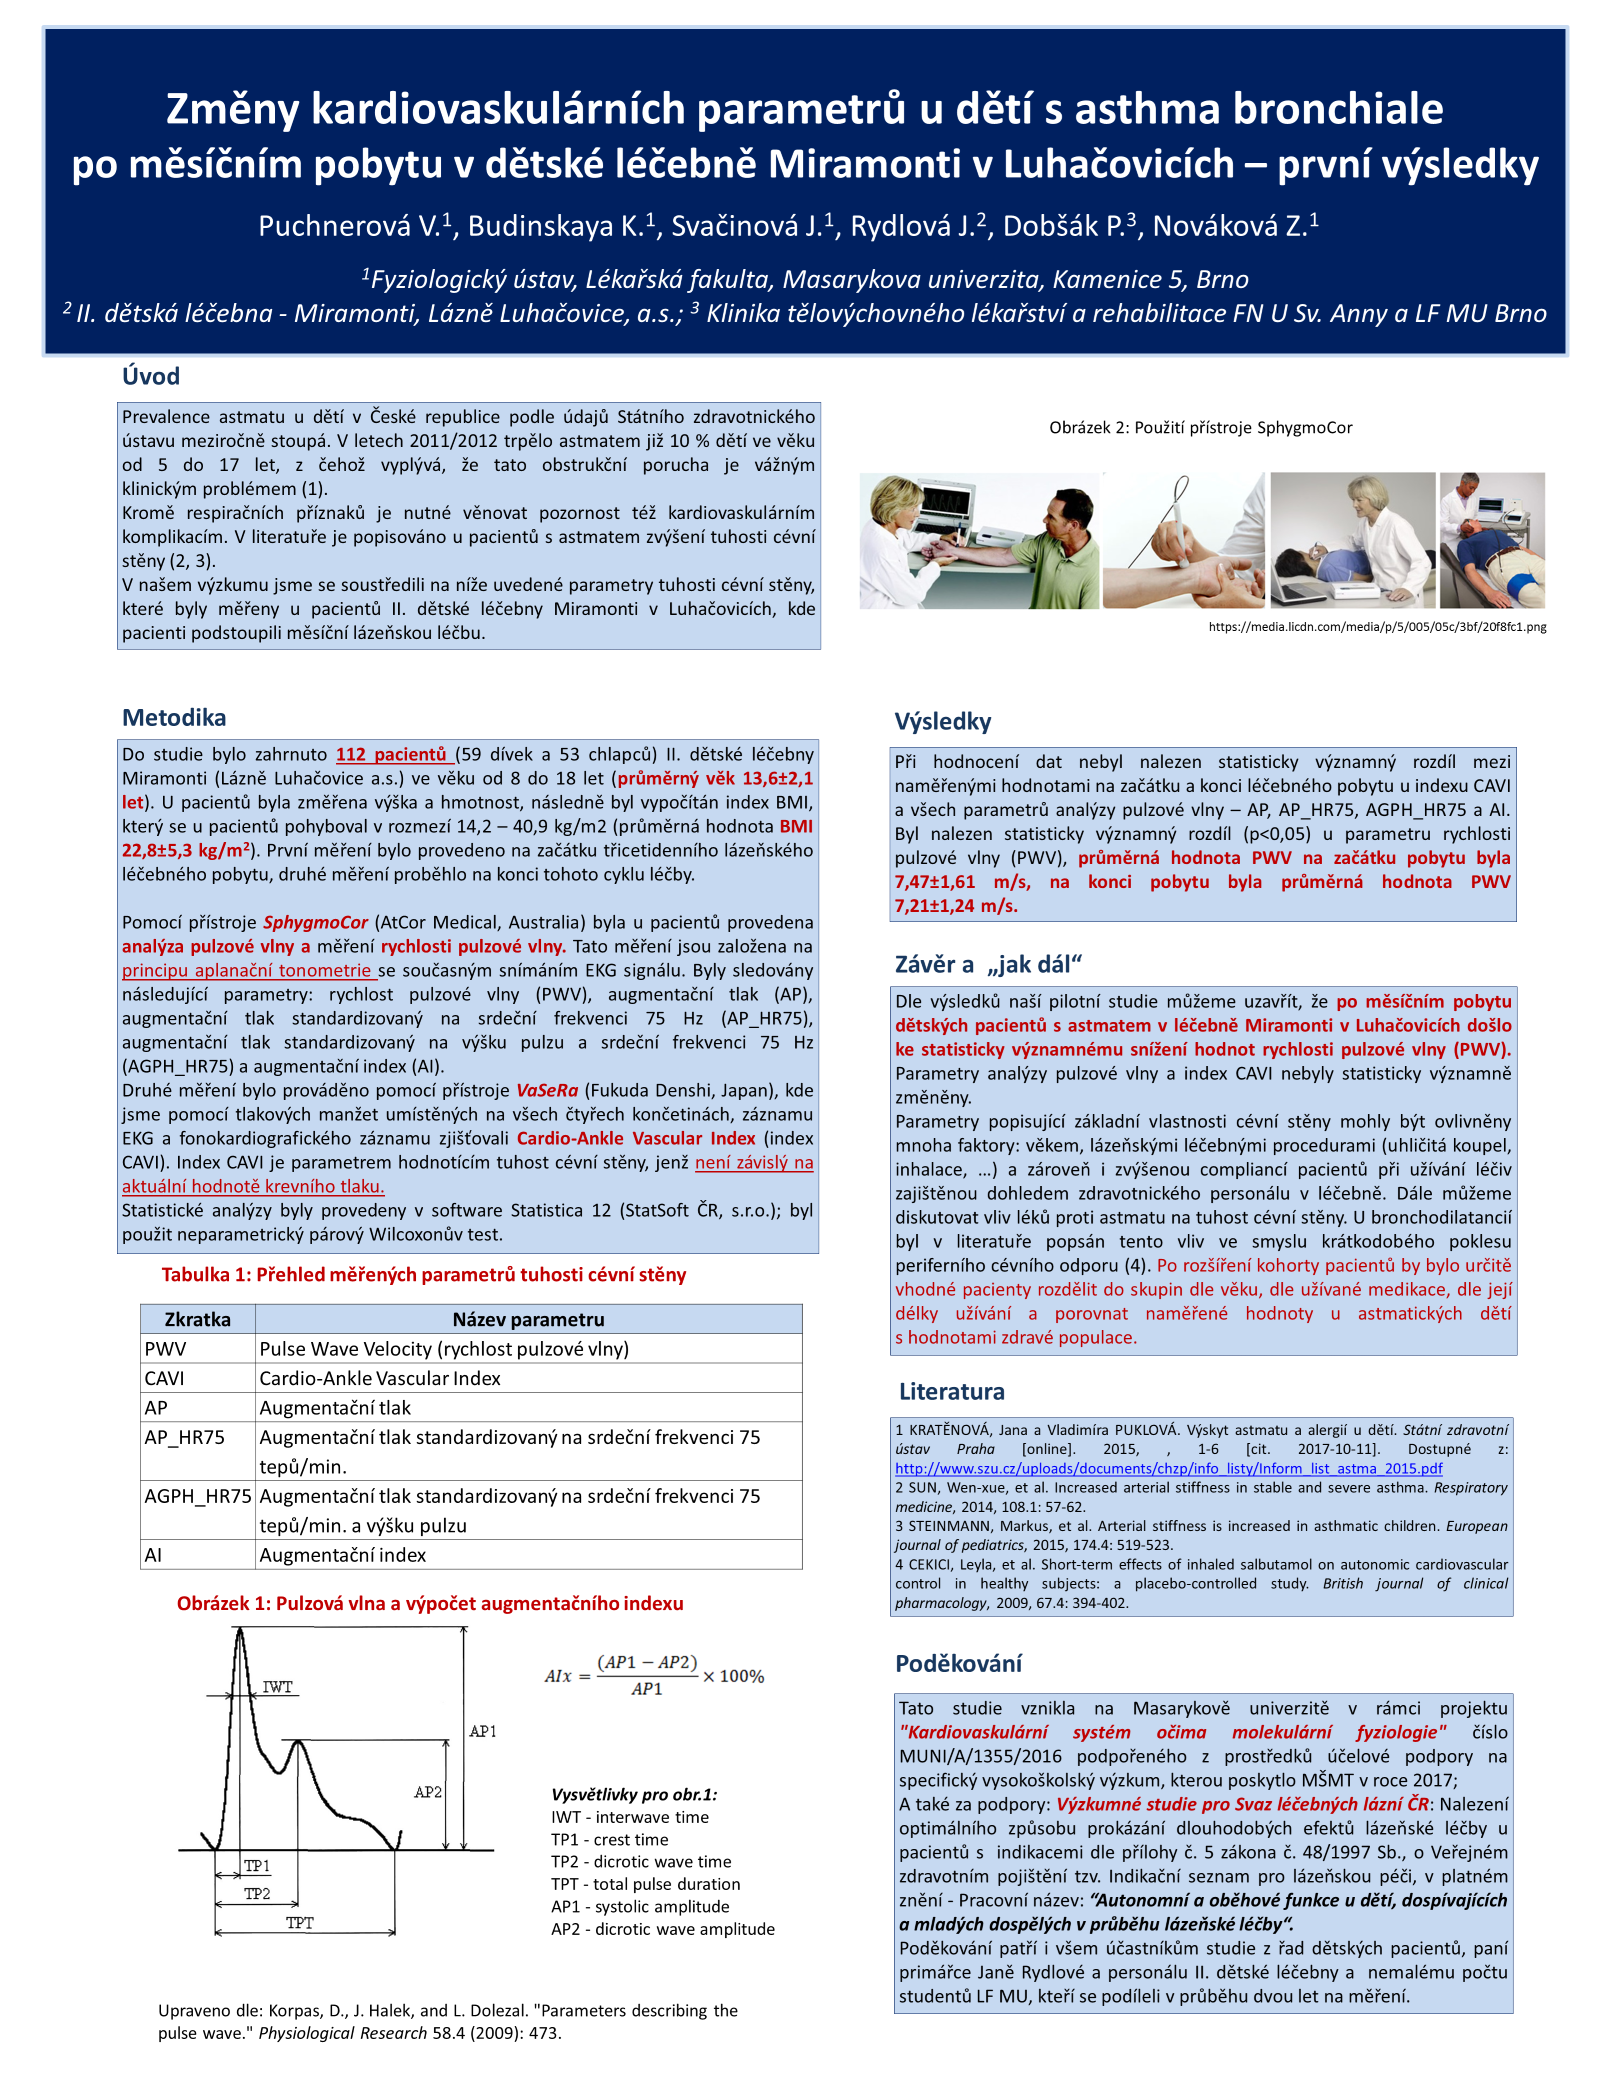 Změny kardiovaskulárních parametrů u dětí s asthma bronchiale
po měsíčním pobytu v dětské léčebně Miramonti v Luhačovicích – první výsledky
Puchnerová V.1, Budinskaya K.1, Svačinová J.1, Rydlová J.2, Dobšák P.3, Nováková Z.1
1Fyziologický ústav, Lékařská fakulta, Masarykova univerzita, Kamenice 5, Brno
2 II. dětská léčebna - Miramonti, Lázně Luhačovice, a.s.; 3 Klinika tělovýchovného lékařství a rehabilitace FN U Sv. Anny a LF MU Brno
Úvod
Prevalence astmatu u dětí v České republice podle údajů Státního zdravotnického
ústavu meziročně stoupá. V letech 2011/2012 trpělo astmatem již 10 % dětí ve věku
od 5 do 17 let, z čehož vyplývá, že tato obstrukční porucha je vážným
klinickým problémem (1).
Kromě respiračních příznaků je nutné věnovat pozornost též kardiovaskulárním
komplikacím. V literatuře je popisováno u pacientů s astmatem zvýšení tuhosti cévní
stěny (2, 3).
V našem výzkumu jsme se soustředili na níže uvedené parametry tuhosti cévní stěny,
které byly měřeny u pacientů II. dětské léčebny Miramonti v Luhačovicích, kde
pacienti podstoupili měsíční lázeňskou léčbu.
Obrázek 2: Použití přístroje SphygmoCor
https://media.licdn.com/media/p/5/005/05c/3bf/20f8fc1.png
Metodika
Do studie bylo zahrnuto 112 pacientů (59 dívek a 53 chlapců) II. dětské léčebny
Miramonti (Lázně Luhačovice a.s.) ve věku od 8 do 18 let (průměrný věk 13,6±2,1
let). U pacientů byla změřena výška a hmotnost, následně byl vypočítán index BMI,
který se u pacientů pohyboval v rozmezí 14,2 – 40,9 kg/m2 (průměrná hodnota BMI
22,8±5,3 kg/m2). První měření bylo provedeno na začátku třicetidenního lázeňského
léčebného pobytu, druhé měření proběhlo na konci tohoto cyklu léčby.
Pomocí přístroje SphygmoCor (AtCor Medical, Australia) byla u pacientů provedena
analýza pulzové vlny a měření rychlosti pulzové vlny. Tato měření jsou založena na
principu aplanační tonometrie se současným snímáním EKG signálu. Byly sledovány
následující parametry: rychlost pulzové vlny (PWV), augmentační tlak (AP),
augmentační tlak standardizovaný na srdeční frekvenci 75 Hz (AP_HR75),
augmentační tlak standardizovaný na výšku pulzu a srdeční frekvenci 75 Hz
(AGPH_HR75) a augmentační index (AI).
Druhé měření bylo prováděno pomocí přístroje VaSeRa (Fukuda Denshi, Japan), kde
jsme pomocí tlakových manžet umístěných na všech čtyřech končetinách, záznamu
EKG a fonokardiografického záznamu zjišťovali Cardio-Ankle Vascular Index (index
CAVI). Index CAVI je parametrem hodnotícím tuhost cévní stěny, jenž není závislý na
aktuální hodnotě krevního tlaku.
Statistické analýzy byly provedeny v software Statistica 12 (StatSoft ČR, s.r.o.); byl
použit neparametrický párový Wilcoxonův test.
Tabulka 1: Přehled měřených parametrů tuhosti cévní stěny
Zkratka Název parametru
PWV Pulse Wave Velocity (rychlost pulzové vlny)
CAVI Cardio-Ankle Vascular Index
AP Augmentační tlak
AP_HR75 Augmentační tlak standardizovaný na srdeční frekvenci 75
tepů/min.
AGPH_HR75 Augmentační tlak standardizovaný na srdeční frekvenci 75
tepů/min. a výšku pulzu
AI Augmentační index
Obrázek 1: Pulzová vlna a výpočet augmentačního indexu
IWT
AP1
AP2
TP1
TP2
TPT
AIx = (AP1 − AP2) / AP1 × 100%
Vysvětlivky pro obr.1:
IWT - interwave time
TP1 - crest time
TP2 - dicrotic wave time
TPT - total pulse duration
AP1 - systolic amplitude
AP2 - dicrotic wave amplitude
Upraveno dle: Korpas, D., J. Halek, and L. Dolezal. "Parameters describing the
pulse wave." Physiological Research 58.4 (2009): 473.
Výsledky
Při hodnocení dat nebyl nalezen statisticky významný rozdíl mezi
naměřenými hodnotami na začátku a konci léčebného pobytu u indexu CAVI
a všech parametrů analýzy pulzové vlny – AP, AP_HR75, AGPH_HR75 a AI.
Byl nalezen statisticky významný rozdíl (p<0,05) u parametru rychlosti
pulzové vlny (PWV), průměrná hodnota PWV na začátku pobytu byla
7,47±1,61 m/s, na konci pobytu byla průměrná hodnota PWV
7,21±1,24 m/s.
Závěr a „jak dál“
Dle výsledků naší pilotní studie můžeme uzavřít, že po měsíčním pobytu
dětských pacientů s astmatem v léčebně Miramonti v Luhačovicích došlo
ke statisticky významnému snížení hodnot rychlosti pulzové vlny (PWV).
Parametry analýzy pulzové vlny a index CAVI nebyly statisticky významně
změněny.
Parametry popisující základní vlastnosti cévní stěny mohly být ovlivněny
mnoha faktory: věkem, lázeňskými léčebnými procedurami (uhličitá koupel,
inhalace, …) a zároveň i zvýšenou compliancí pacientů při užívání léčiv
zajištěnou dohledem zdravotnického personálu v léčebně. Dále můžeme
diskutovat vliv léků proti astmatu na tuhost cévní stěny. U bronchodilatancií
byl v literatuře popsán tento vliv ve smyslu krátkodobého poklesu
periferního cévního odporu (4). Po rozšíření kohorty pacientů by bylo určitě
vhodné pacienty rozdělit do skupin dle věku, dle užívané medikace, dle její
délky užívání a porovnat naměřené hodnoty u astmatických dětí
s hodnotami zdravé populace.
Literatura
1 KRATĚNOVÁ, Jana a Vladimíra PUKLOVÁ. Výskyt astmatu a alergií u dětí. Státní zdravotní
ústav Praha [online]. 2015, , 1-6 [cit. 2017-10-11]. Dostupné z:
http://www.szu.cz/uploads/documents/chzp/info_listy/Inform_list_astma_2015.pdf
2 SUN, Wen-xue, et al. Increased arterial stiffness in stable and severe asthma. Respiratory
medicine, 2014, 108.1: 57-62.
3 STEINMANN, Markus, et al. Arterial stiffness is increased in asthmatic children. European
journal of pediatrics, 2015, 174.4: 519-523.
4 CEKICI, Leyla, et al. Short-term effects of inhaled salbutamol on autonomic cardiovascular
control in healthy subjects: a placebo-controlled study. British journal of clinical
pharmacology, 2009, 67.4: 394-402.
Poděkování
Tato studie vznikla na Masarykově univerzitě v rámci projektu
"Kardiovaskulární systém očima molekulární fyziologie" číslo
MUNI/A/1355/2016 podpořeného z prostředků účelové podpory na
specifický vysokoškolský výzkum, kterou poskytlo MŠMT v roce 2017;
A také za podpory: Výzkumné studie pro Svaz léčebných lázní ČR: Nalezení
optimálního způsobu prokázání dlouhodobých efektů lázeňské léčby u
pacientů s indikacemi dle přílohy č. 5 zákona č. 48/1997 Sb., o Veřejném
zdravotním pojištění tzv. Indikační seznam pro lázeňskou péči, v platném
znění - Pracovní název: “Autonomní a oběhové funkce u dětí, dospívajících
a mladých dospělých v průběhu lázeňské léčby“.
Poděkování patří i všem účastníkům studie z řad dětských pacientů, paní
primářce Janě Rydlové a personálu II. dětské léčebny a nemalému počtu
studentů LF MU, kteří se podíleli v průběhu dvou let na měření.